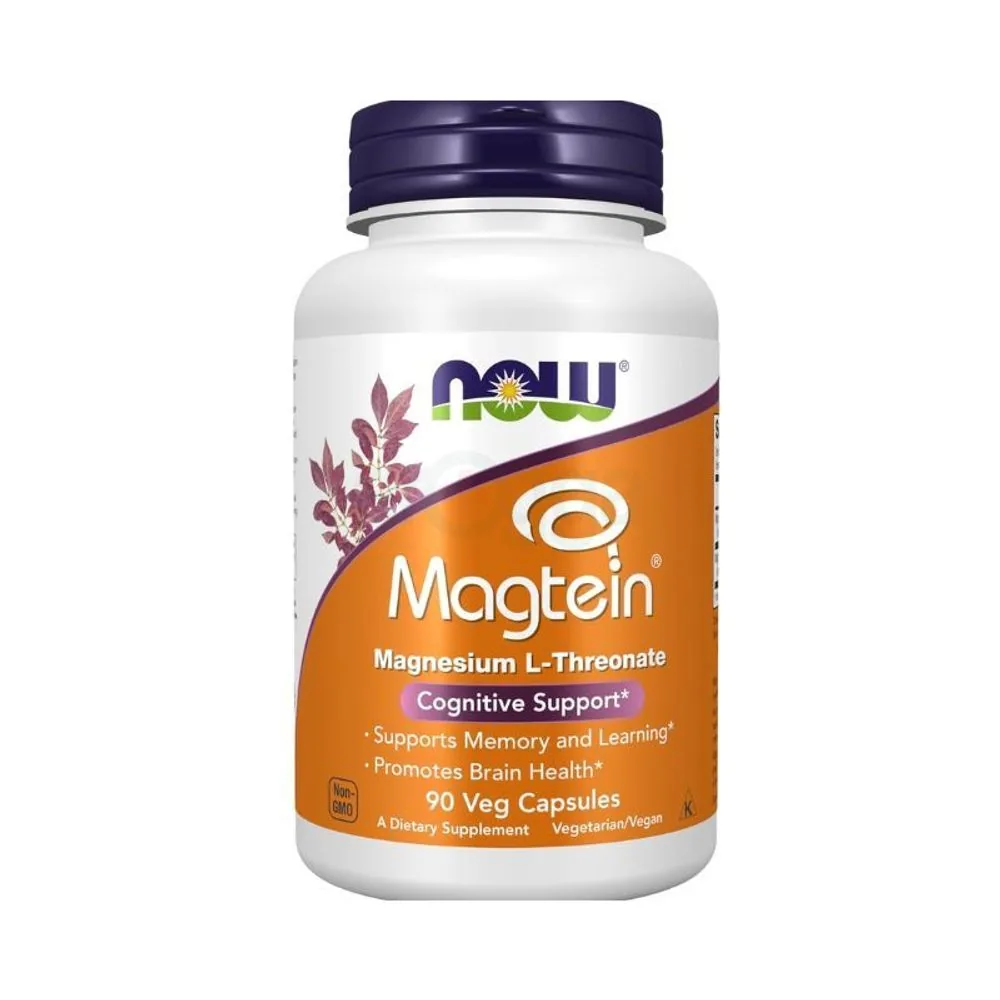 now®
Magtein®
Magnesium L-Threonate
Cognitive Support*
· Supports Memory and Learning*
· Promotes Brain Health*
90 Veg Capsules
Non-
GMO
A Dietary Supplement Vegetarian/Vegan
K